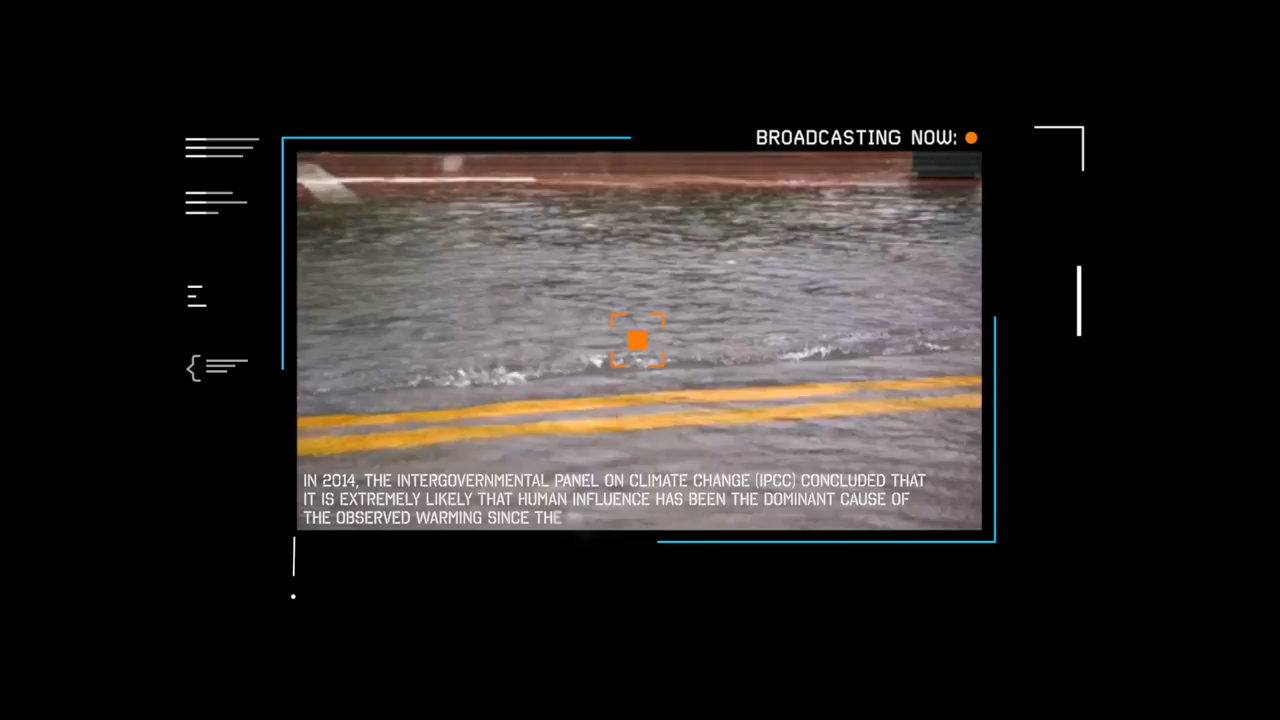 BROADCASTING NOW:
IN 2014, THE INTERGOVERNMENTAL PANEL ON CLIMATE CHANGE (IPCC) CONCLUDED THAT
IT IS EXTREMELY LIKELY THAT HUMAN INFLUENCE HAS BEEN THE DOMINANT CAUSE OF
THE OBSERVED WARMING SINCE THE